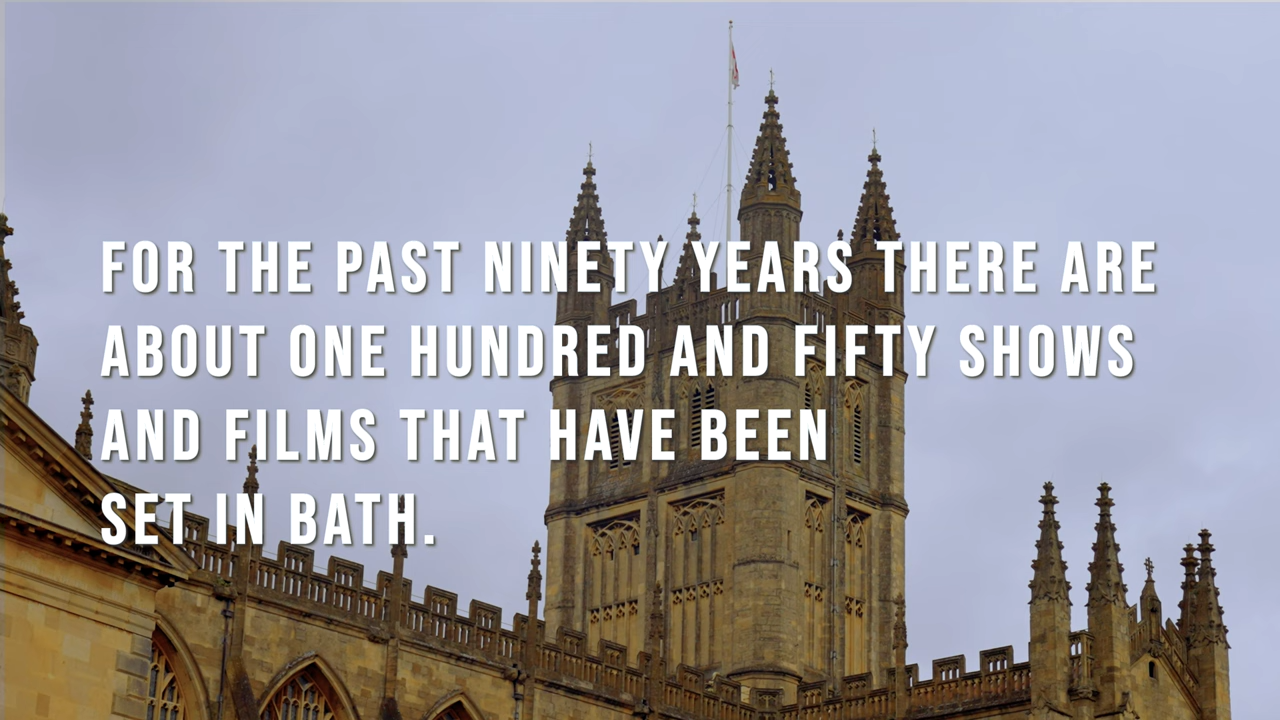 FOR THE PAST NINETY YEARS THERE ARE
ABOUT ONE HUNDRED AND FIFTY SHOWS
AND FILMS THAT HAVE BEEN
SET IN BATH.